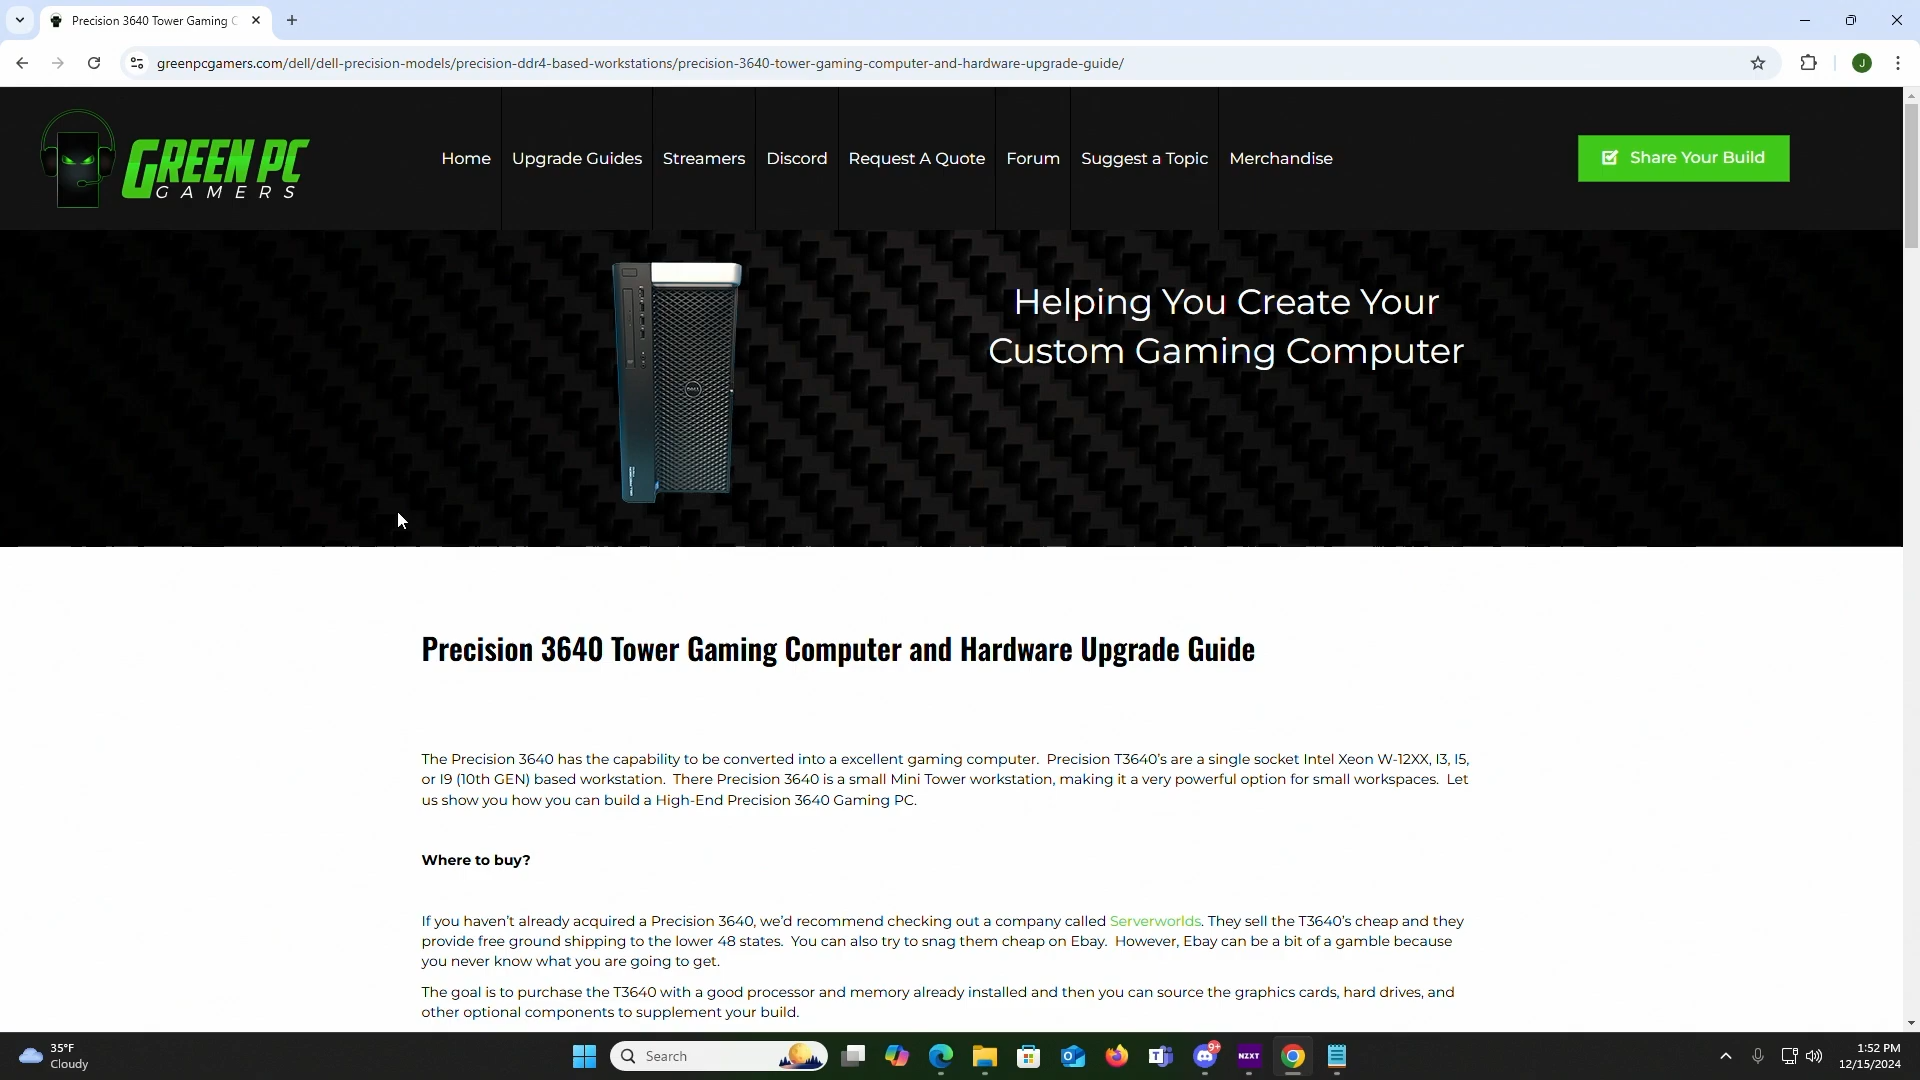 Precision 3640 Tower Gaming C
greenpcgamers.com/dell/dell-precision-models/precision-ddr4-based-workstations/precision-3640-tower-gaming-computer-and-hardware-upgrade-guide/
J
GREEN PC
GAMERS
Home
Upgrade Guides
Streamers
Discord
Request A Quote
Forum
Suggest a Topic
Merchandise
Share Your Build
Helping You Create Your
Custom Gaming Computer
DELL
Precision 3640 Tower Gaming Computer and Hardware Upgrade Guide
The Precision 3640 has the capability to be converted into a excellent gaming computer. Precision T3640's are a single socket Intel Xeon W-12XX, I3, I5,
or I9 (10th GEN) based workstation. There Precision 3640 is a small Mini Tower workstation, making it a very powerful option for small workspaces. Let
us show you how you can build a High-End Precision 3640 Gaming PC.
Where to buy?
If you haven't already acquired a Precision 3640, we'd recommend checking out a company called Serverworlds. They sell the T3640's cheap and they
provide free ground shipping to the lower 48 states. You can also try to snag them cheap on Ebay. However, Ebay can be a bit of a gamble because
you never know what you are going to get.
The goal is to purchase the T3640 with a good processor and memory already installed and then you can source the graphics cards, hard drives, and
other optional components to supplement your build.
35°F
Cloudy
Search
9+
NZXT
1:52 PM
12/15/2024